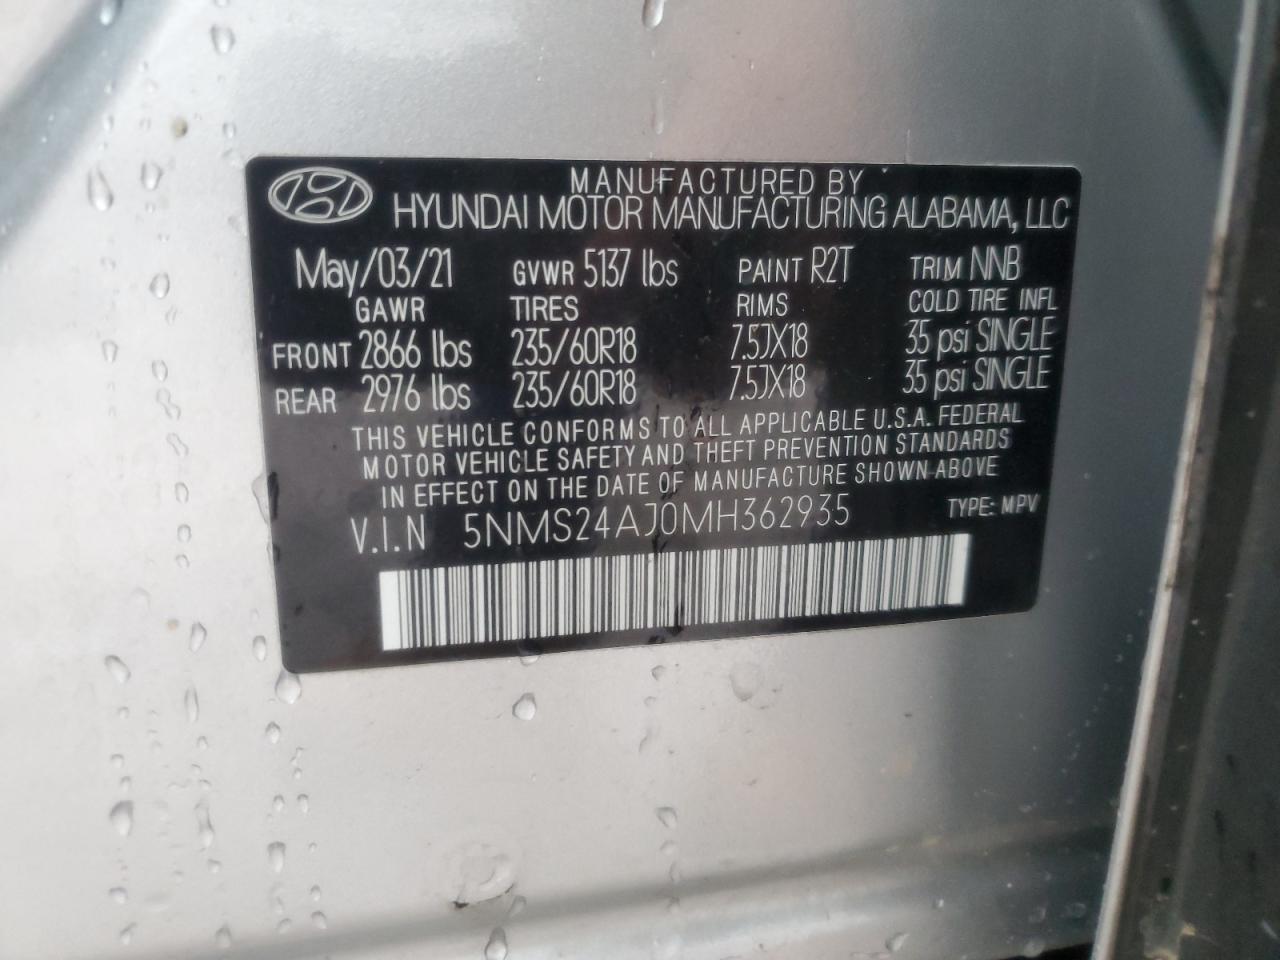 MANUFACTURED BY
HYUNDAI MOTOR MANUFACTURING ALABAMA, LLC
May/03/21 GVWR 5137 lbs PAINT R2T TRIM NNB
GAWR TIRES RIMS COLD TIRE INFL
FRONT 2866 lbs 235/60R18 7.5JX18 35 psi SINGLE
REAR 2976 lbs 235/60R18 7.5JX18 35 psi SINGLE
THIS VEHICLE CONFORMS TO ALL APPLICABLE U.S.A. FEDERAL
MOTOR VEHICLE SAFETY AND THEFT PREVENTION STANDARDS
IN EFFECT ON THE DATE OF MANUFACTURE SHOWN ABOVE
V.I.N 5NMS24AJ0MH362935 TYPE: MPV